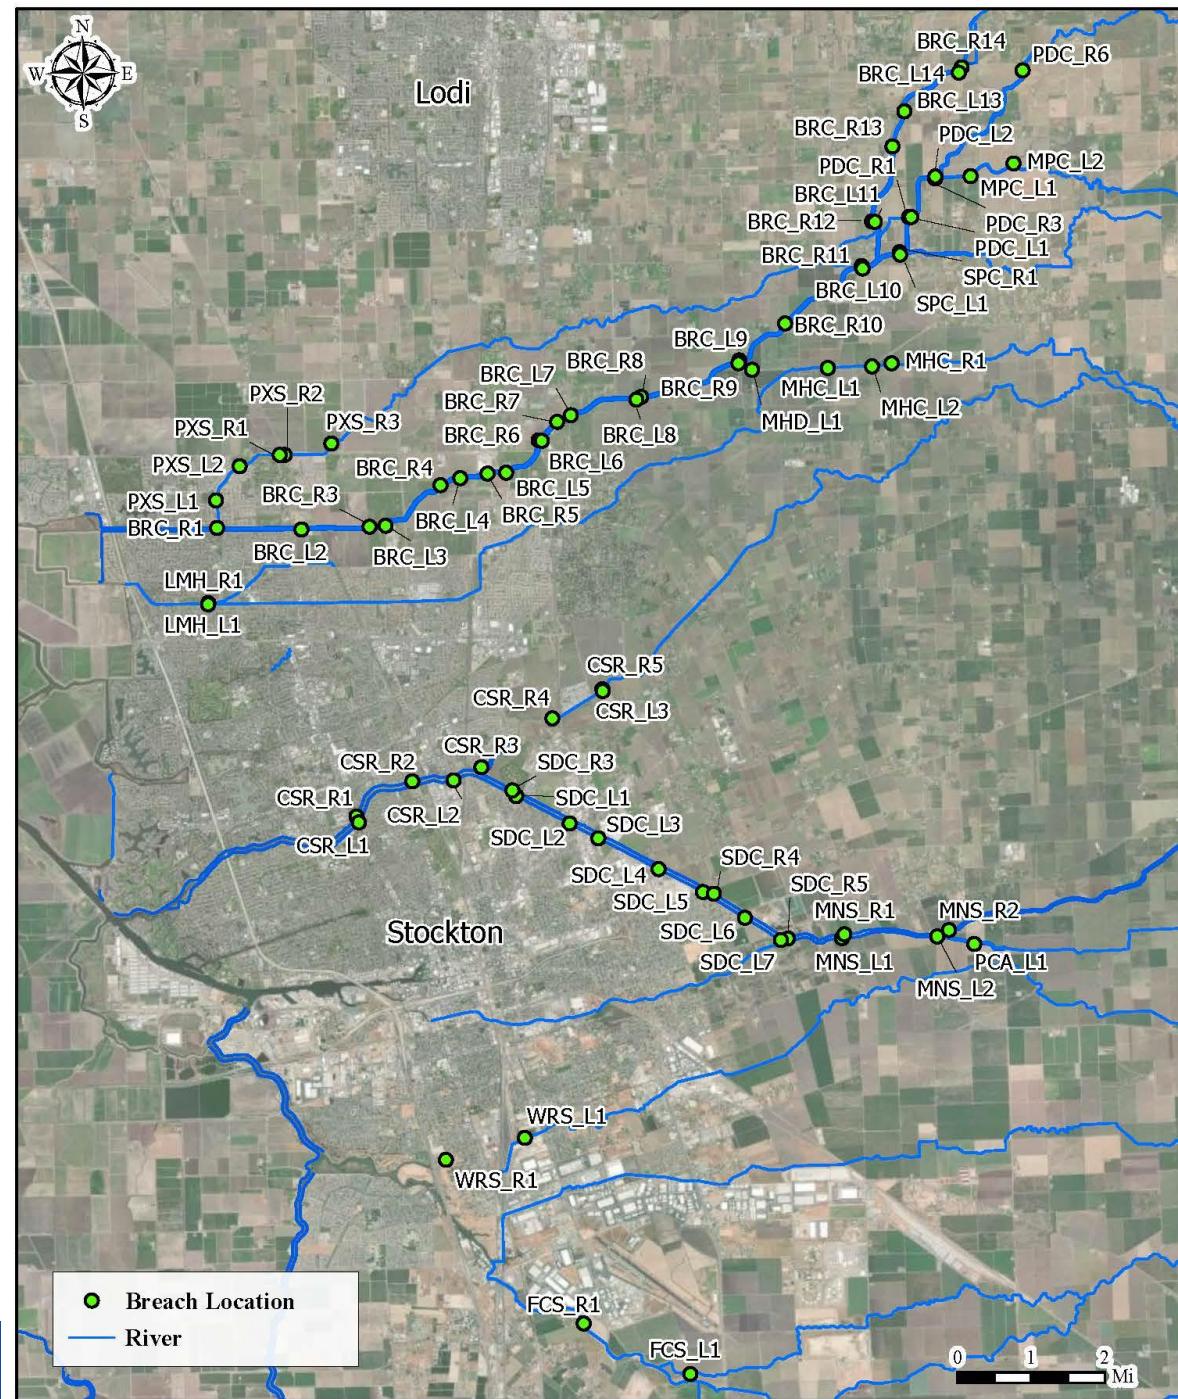 N
W E
S
Lodi
BRC_R14
PDC_R6
BRC_L14
BRC_L13
BRC_R13
PDC_L2
PDC_R1
MPC_L2
MPC_L1
BRC_L11
BRC_R12
PDC_R3
PDC_L1
BRC_R11
SPC_R1
BRC_L10
SPC_L1
BRC_R10
BRC_L9
BRC_R8
BRC_L7
BRC_R9
MHC_L1
MHC_R1
MHC_L2
MHD_L1
PXS_R2
BRC_R7
BRC_L8
PXS_R1
PXS_R3
BRC_R6
BRC_L6
PXS_L2
BRC_R4
BRC_L5
PXS_L1
BRC_R3
BRC_L4
BRC_R5
BRC_R1
BRC_L2
BRC_L3
LMH_R1
LMH_L1
CSR_R5
CSR_R4
CSR_L3
CSR_R3
CSR_R2
SDC_R3
CSR_R1
CSR_L2
SDC_L1
CSR_L1
SDC_L2
SDC_L3
SDC_L4
SDC_R4
SDC_L5
SDC_R5
MNS_R1
MNS_R2
Stockton
SDC_L6
SDC_L7
MNS_L1
PCA_L1
MNS_L2
WRS_L1
WRS_R1
Breach Location
River
FCS_R1
FCS_L1
0 1 2
Mi